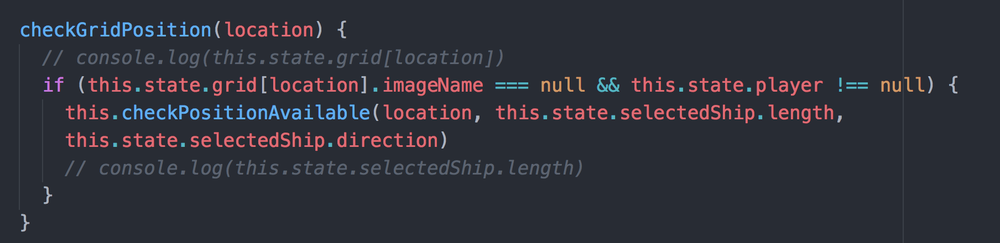 checkGridPosition(location) {
// console.log(this.state.grid[location])
if (this.state.grid[location].imageName === null && this.state.player !== null) {
this.checkPositionAvailable(location, this.state.selectedShip.length,
this.state.selectedShip.direction)
// console.log(this.state.selectedShip.length)
}
}